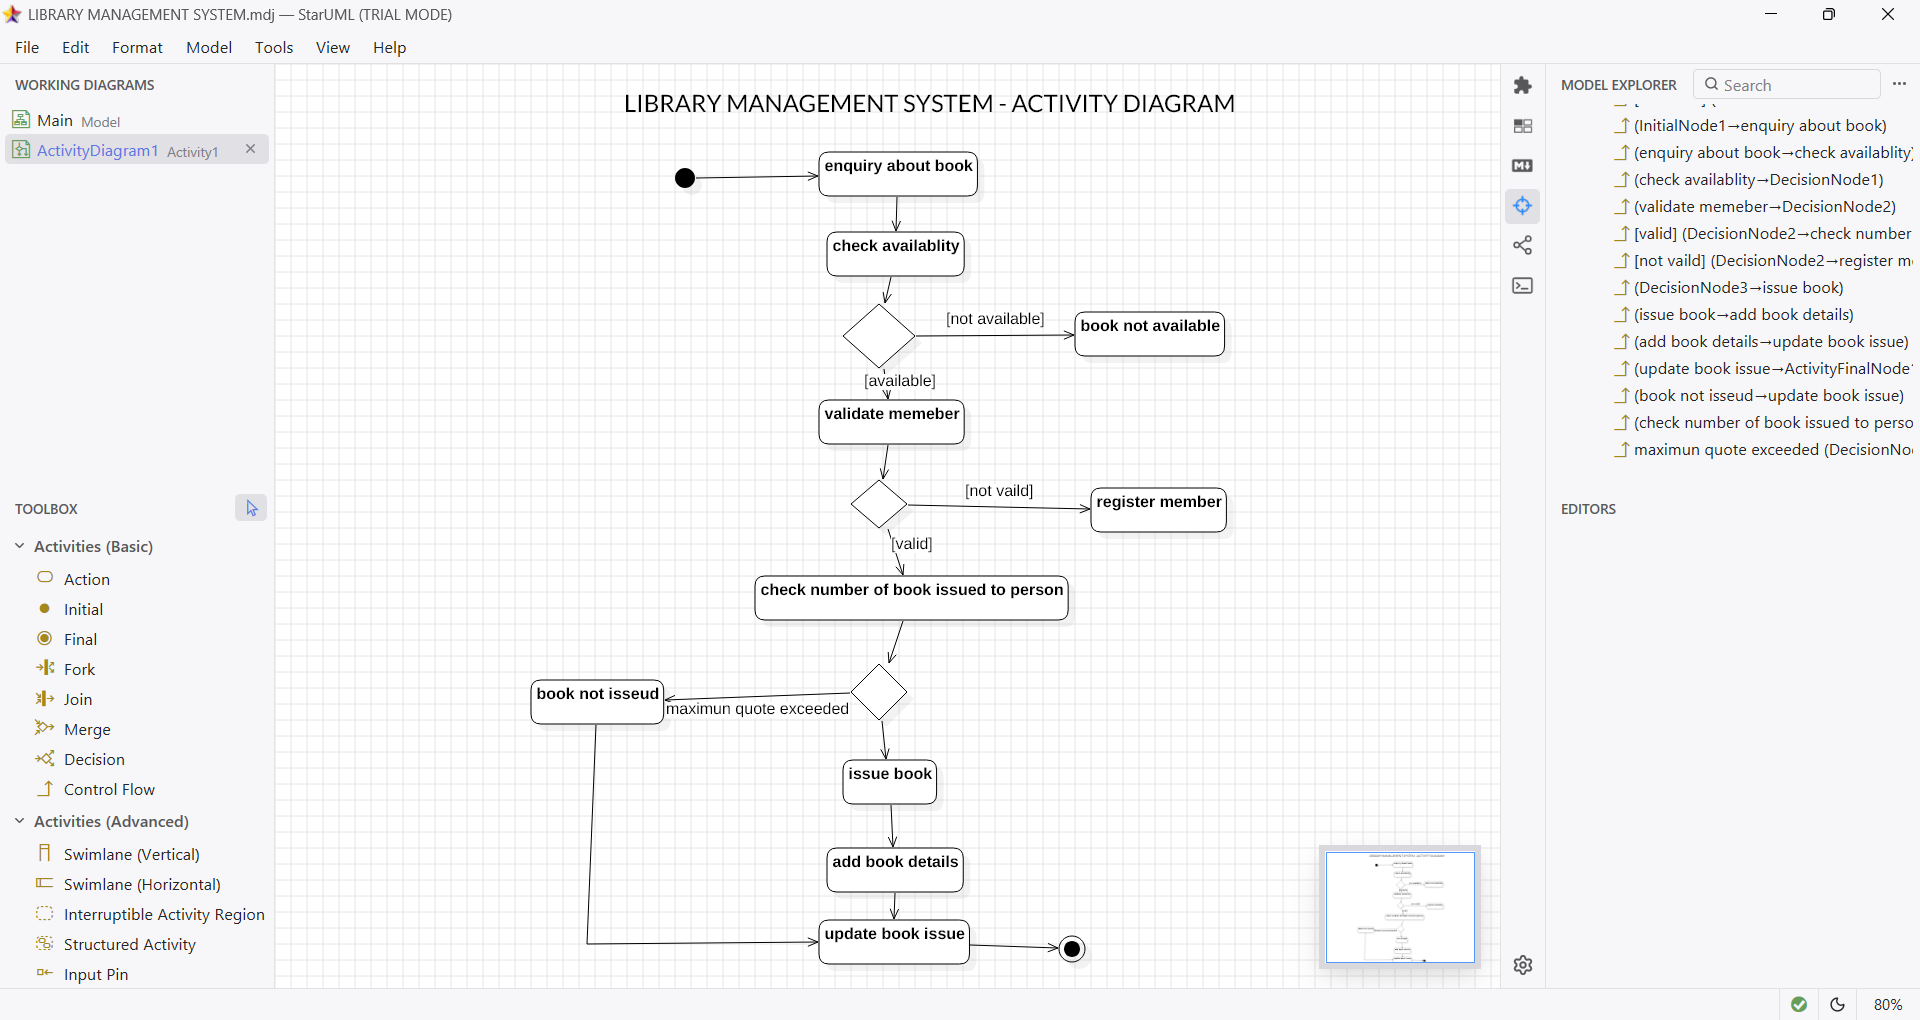 LIBRARY MANAGEMENT SYSTEM.mdj — StarUML (TRIAL MODE)
File Edit Format Model Tools View Help
WORKING DIAGRAMS
Main Model
ActivityDiagram1 Activity1
TOOLBOX
Activities (Basic)
Action
Initial
Final
Fork
Join
Merge
Decision
Control Flow
Activities (Advanced)
Swimlane (Vertical)
Swimlane (Horizontal)
Interruptible Activity Region
Structured Activity
Input Pin
LIBRARY MANAGEMENT SYSTEM - ACTIVITY DIAGRAM
enquiry about book
check availablity
[not available]
book not available
[available]
validate memeber
[not vaild]
register member
[valid]
check number of book issued to person
book not isseud
maximun quote exceeded
issue book
add book details
update book issue
MODEL EXPLORER
Search
(InitialNode1→enquiry about book)
(enquiry about book→check availablity)
(check availablity→DecisionNode1)
(validate memeber→DecisionNode2)
[valid] (DecisionNode2→check number
[not vaild] (DecisionNode2→register m
(DecisionNode3→issue book)
(issue book→add book details)
(add book details→update book issue)
(update book issue→ActivityFinalNode1
(book not isseud→update book issue)
(check number of book issued to perso
maximun quote exceeded (DecisionNo
EDITORS
80%